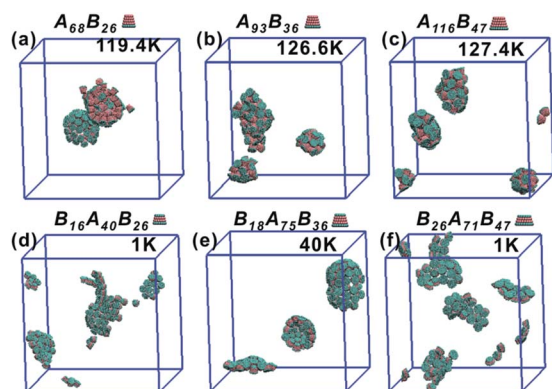 (a) A₆₈B₂₆
119.4K
(b) A₉₃B₃₆
126.6K
(c) A₁₁₆B₄₇
127.4K
(d) B₁₆A₄₀B₂₆
1K
(e) B₁₈A₇₅B₃₆
40K
(f) B₂₆A₇₁B₄₇
1K